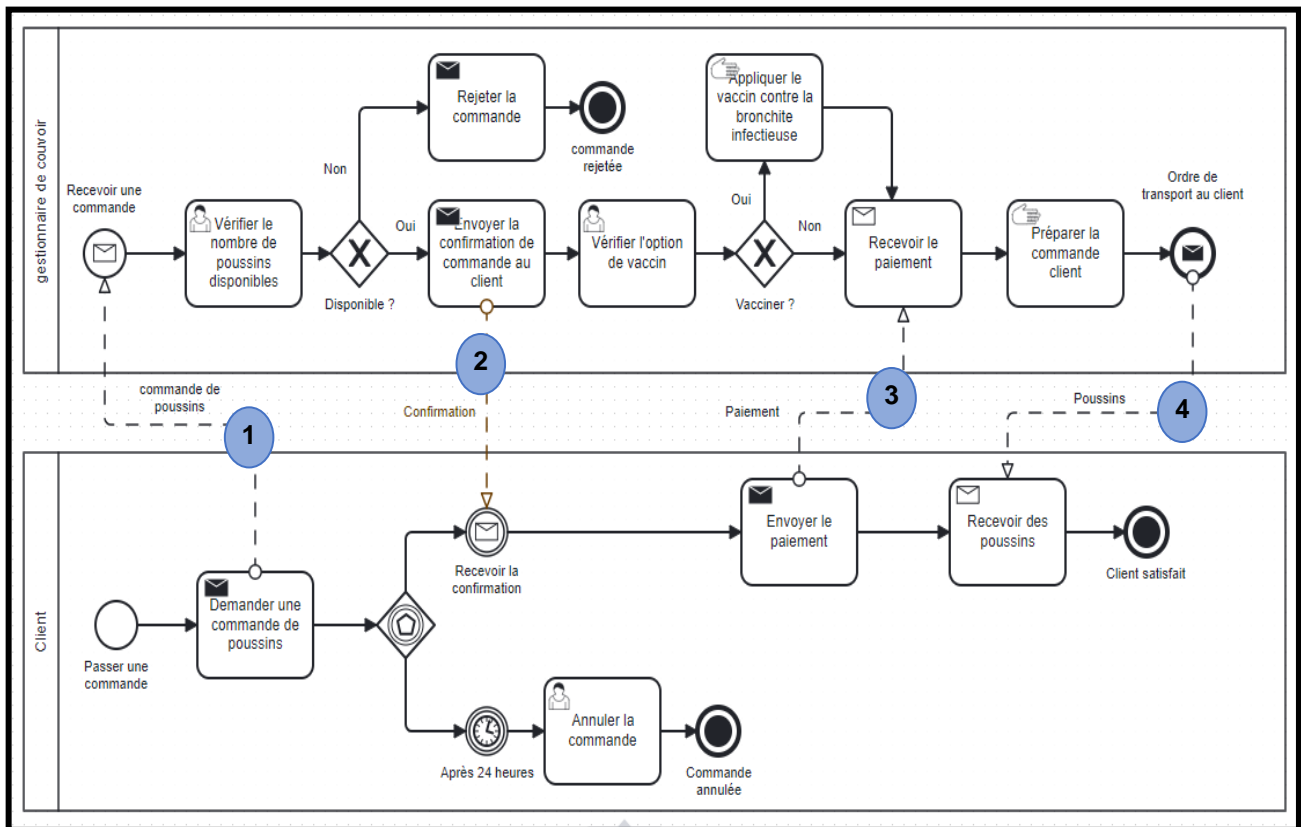 gestionnaire de couvoir
Recevoir une
commande
Vérifier le
nombre de
poussins
disponibles
Disponible ?
Non
Rejeter la
commande
commande
rejetée
Oui
Envoyer la
confirmation de
commande au
client
Vérifier l'option
de vaccin
Vacciner ?
Oui
Appliquer le
vaccin contre la
bronchite
infectieuse
Non
Recevoir le
paiement
Préparer la
commande
client
Ordre de
transport au client
commande de
poussins
1
Confirmation
2
Paiement
3
Poussins
4
Client
Passer une
commande
Demander une
commande de
poussins
Recevoir la
confirmation
Envoyer le
paiement
Recevoir des
poussins
Client satisfait
Après 24 heures
Annuler la
commande
Commande
annulée